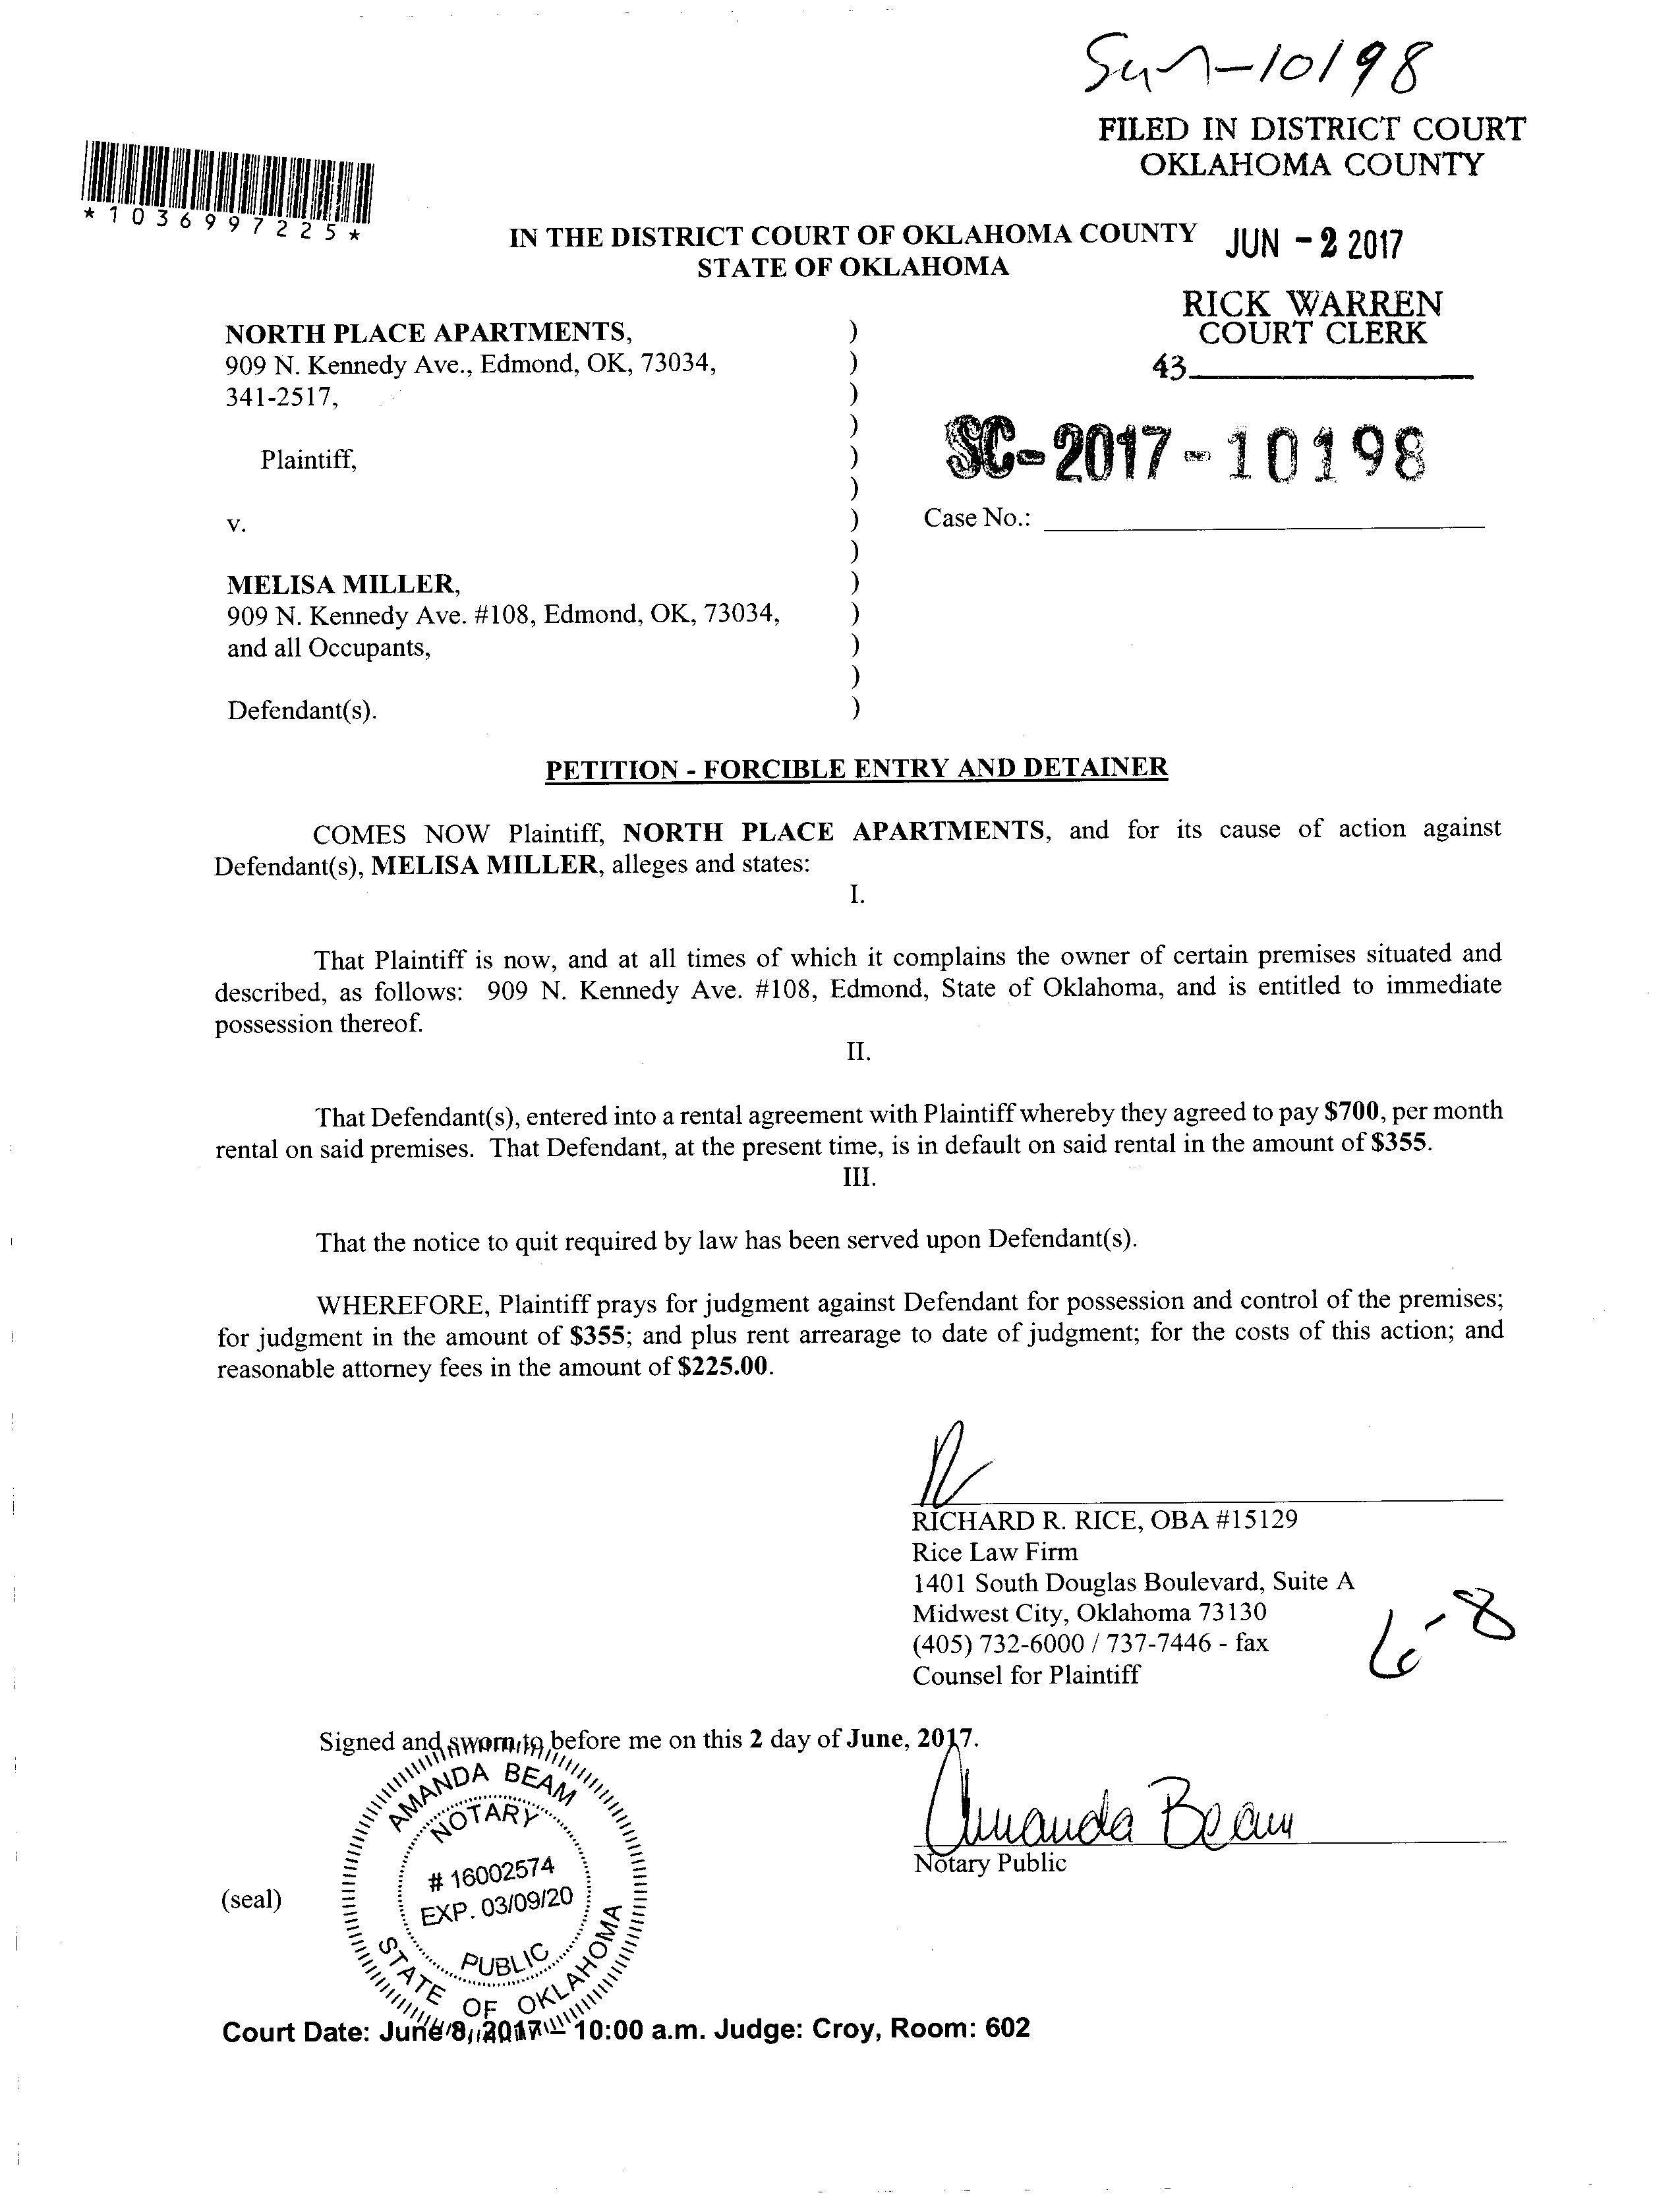 -10198
FILED IN DISTRICT COURT
OKLAHOMA COUNTY
*1036997225*
IN THE DISTRICT COURT OF OKLAHOMA COUNTY
STATE OF OKLAHOMA
JUN - 2 2017
RICK WARREN
COURT CLERK
43
NORTH PLACE APARTMENTS, )
909 N. Kennedy Ave., Edmond, OK, 73034, )
341-2517, )
)
Plaintiff, )
)
v. )
)
MELISA MILLER, )
909 N. Kennedy Ave. #108, Edmond, OK, 73034, )
and all Occupants, )
)
Defendant(s). )
SC-2017-10198
Case No.:
PETITION - FORCIBLE ENTRY AND DETAINER
COMES NOW Plaintiff, NORTH PLACE APARTMENTS, and for its cause of action against
Defendant(s), MELISA MILLER, alleges and states:
I.
That Plaintiff is now, and at all times of which it complains the owner of certain premises situated and
described, as follows: 909 N. Kennedy Ave. #108, Edmond, State of Oklahoma, and is entitled to immediate
possession thereof.
II.
That Defendant(s), entered into a rental agreement with Plaintiff whereby they agreed to pay $700, per month
rental on said premises. That Defendant, at the present time, is in default on said rental in the amount of $355.
III.
That the notice to quit required by law has been served upon Defendant(s).
WHEREFORE, Plaintiff prays for judgment against Defendant for possession and control of the premises;
for judgment in the amount of $355; and plus rent arrearage to date of judgment; for the costs of this action; and
reasonable attorney fees in the amount of $225.00.
RICHARD R. RICE, OBA #15129
Rice Law Firm
1401 South Douglas Boulevard, Suite A
Midwest City, Oklahoma 73130
(405) 732-6000 / 737-7446 - fax
Counsel for Plaintiff
6-8
Signed and sworn to before me on this 2 day of June, 2017.
Amanda Beam
Notary Public
(seal)
AMANDA BEAM
NOTARY
# 16002574
EXP. 03/09/20
PUBLIC
STATE OF OKLAHOMA
Court Date: June 8, 2017 – 10:00 a.m. Judge: Croy, Room: 602